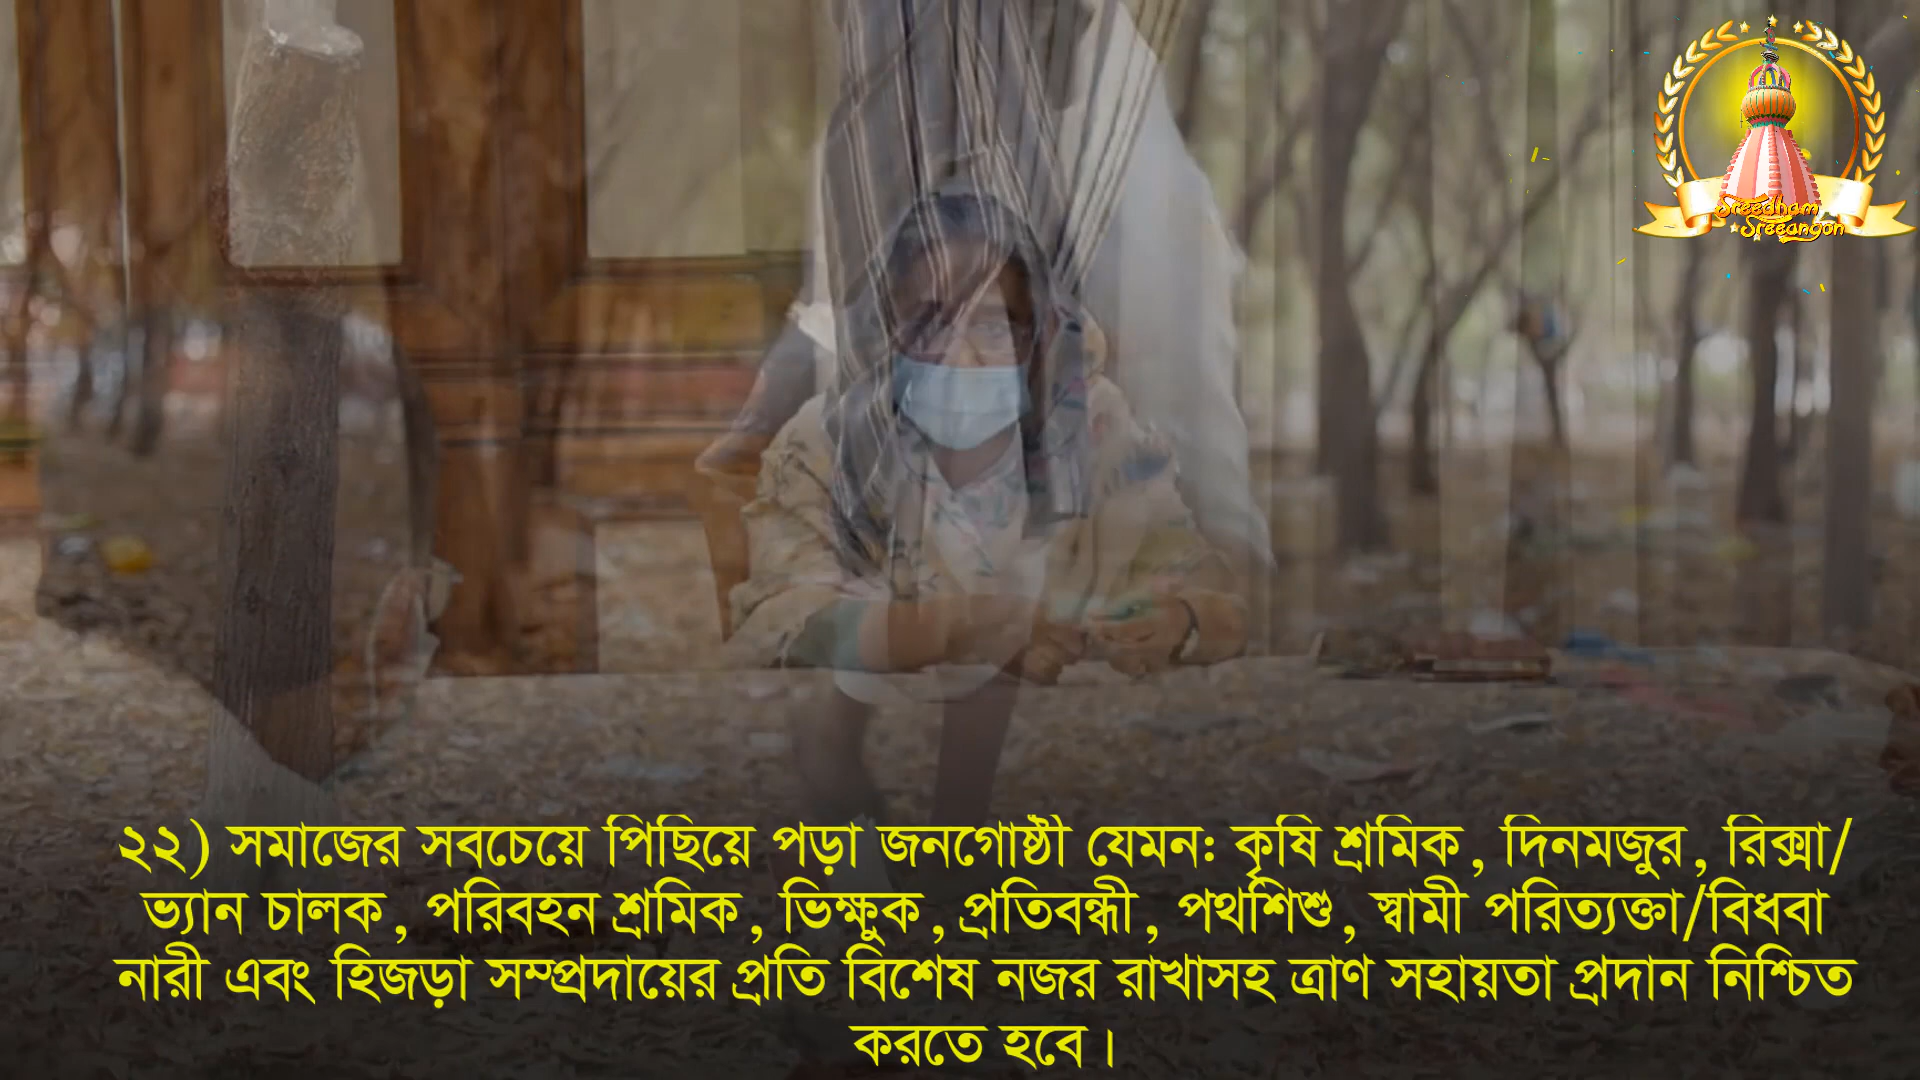 Sreedham
Sreeangon
২২) সমাজের সবচেয়ে পিছিয়ে পড়া জনগোষ্ঠী যেমনঃ কৃষি শ্রমিক, দিনমজুর, রিক্সা/
ভ্যান চালক, পরিবহন শ্রমিক, ভিক্ষুক, প্রতিবন্ধী, পথশিশু, স্বামী পরিত্যক্তা/বিধবা
নারী এবং হিজড়া সম্প্রদায়ের প্রতি বিশেষ নজর রাখাসহ ত্রাণ সহায়তা প্রদান নিশ্চিত
করতে হবে।